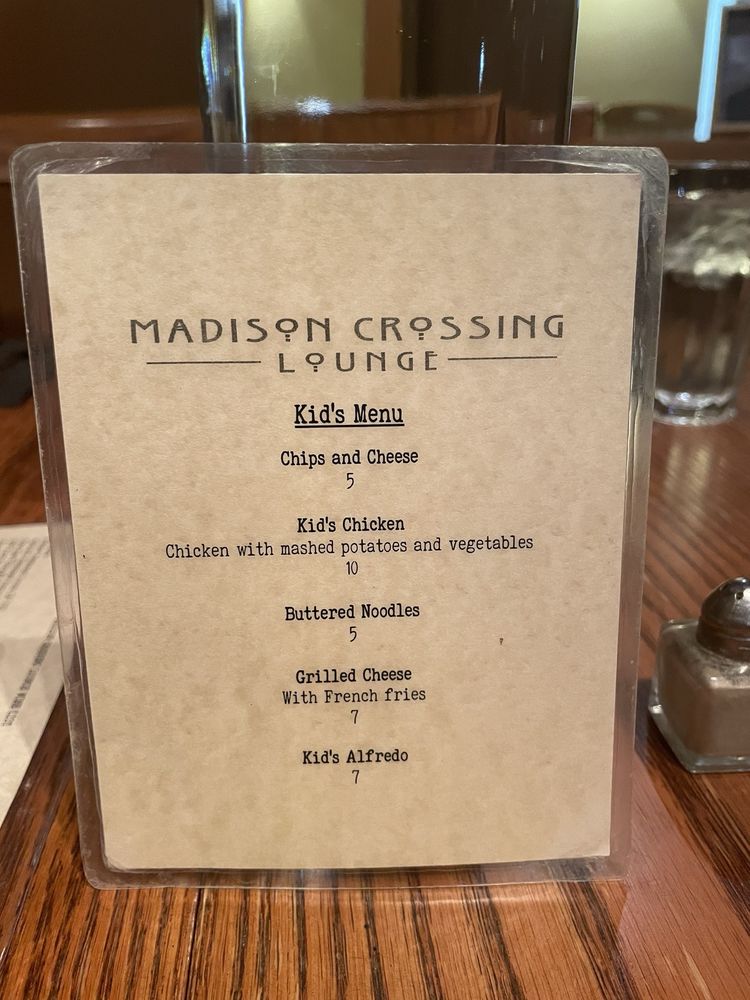 MADISON CROSSING
LOUNGE
Kid's Menu
Chips and Cheese
5
Kid's Chicken
Chicken with mashed potatoes and vegetables
10
Buttered Noodles
5
Grilled Cheese
With French fries
7
Kid's Alfredo
7